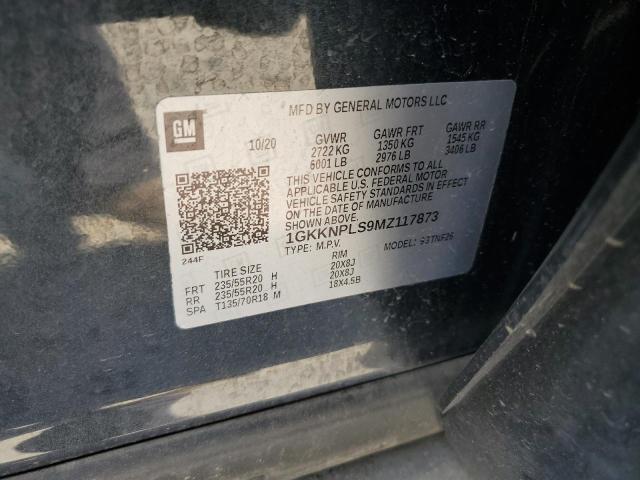 MFD BY GENERAL MOTORS LLC
GM
10/20 GVWR GAWR FRT GAWR RR
2722 KG 1350 KG 1545 KG
6001 LB 2976 LB 3406 LB
THIS VEHICLE CONFORMS TO ALL
APPLICABLE U.S. FEDERAL MOTOR
VEHICLE SAFETY STANDARDS IN EFFECT
ON THE DATE OF MANUFACTURE
SHOWN ABOVE.
1GKKNPLS9MZ117873
TYPE: M.P.V. MODEL: 93TNF26
244F
TIRE SIZE RIM
FRT 235/55R20 H 20X8J
RR 235/55R20 H 20X8J
SPA T135/70R18 M 18X4.5B